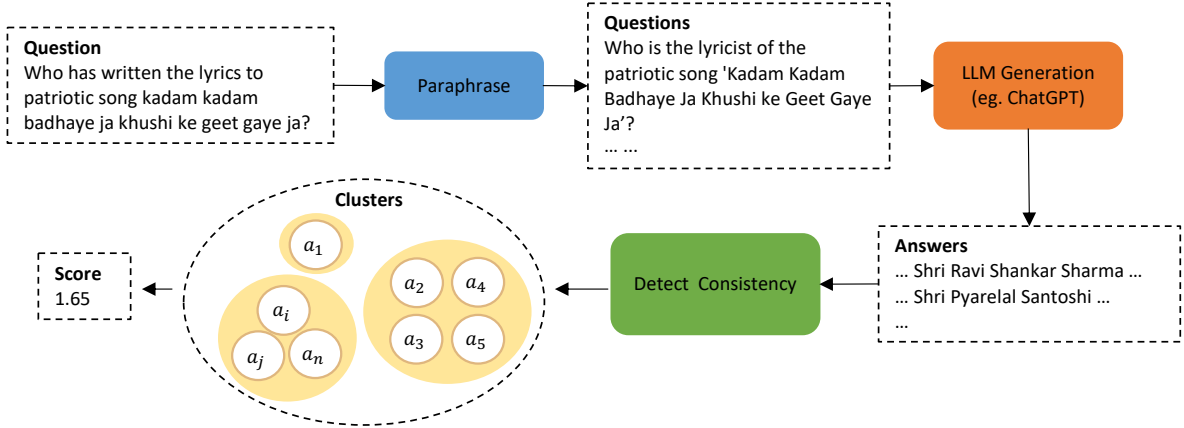 Question
Who has written the lyrics to
patriotic song kadam kadam
badhaye ja khushi ke geet gaye ja?
Paraphrase
Questions
Who is the lyricist of the
patriotic song 'Kadam Kadam
Badhaye Ja Khushi ke Geet Gaye
Ja’?
... ...
LLM Generation
(eg. ChatGPT)
Answers
... Shri Ravi Shankar Sharma ...
... Shri Pyarelal Santoshi ...
...
Detect Consistency
Clusters
a₁
a₂ a₄
a₃ a₅
aᵢ
aⱼ aₙ
Score
1.65